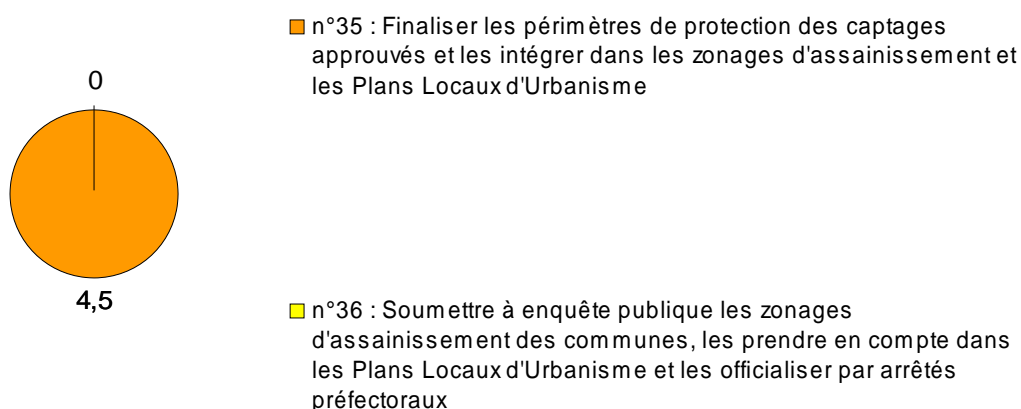 0
4,5
n°35 : Finaliser les périmètres de protection des captages
approuvés et les intégrer dans les zonages d'assainissement et
les Plans Locaux d'Urbanisme
n°36 : Soumettre à enquête publique les zonages
d'assainissement des communes, les prendre en compte dans
les Plans Locaux d'Urbanisme et les officialiser par arrêtés
préfectoraux